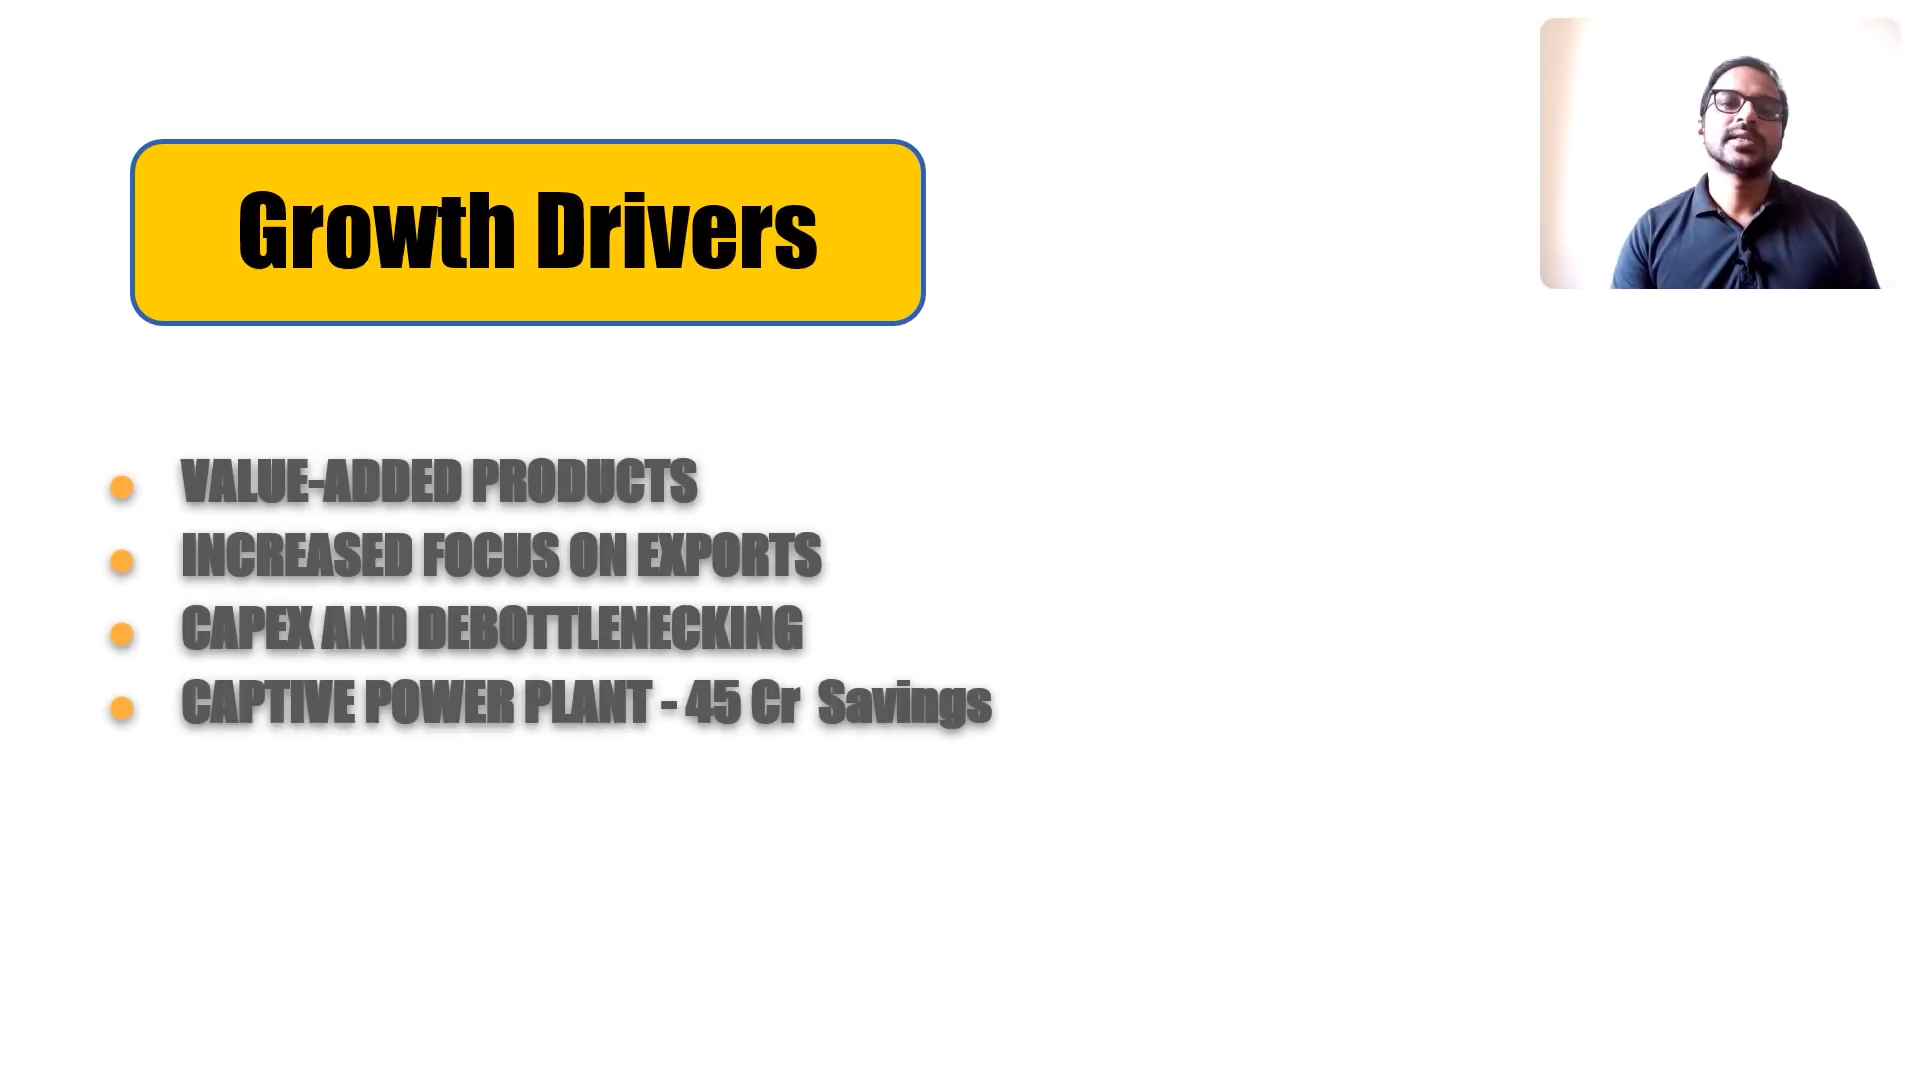 Growth Drivers
VALUE-ADDED PRODUCTS
INCREASED FOCUS ON EXPORTS
CAPEX AND DEBOTTLENECKING
CAPTIVE POWER PLANT - 45 Cr Savings